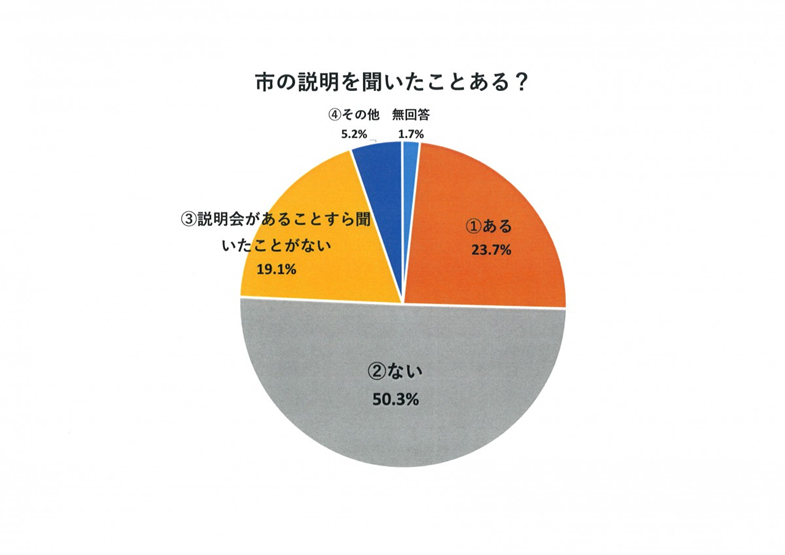 市の説明を聞いたことある？
④その他 無回答
5.2% 1.7%
①ある
23.7%
③説明会があることすら聞
いたことがない
19.1%
②ない
50.3%